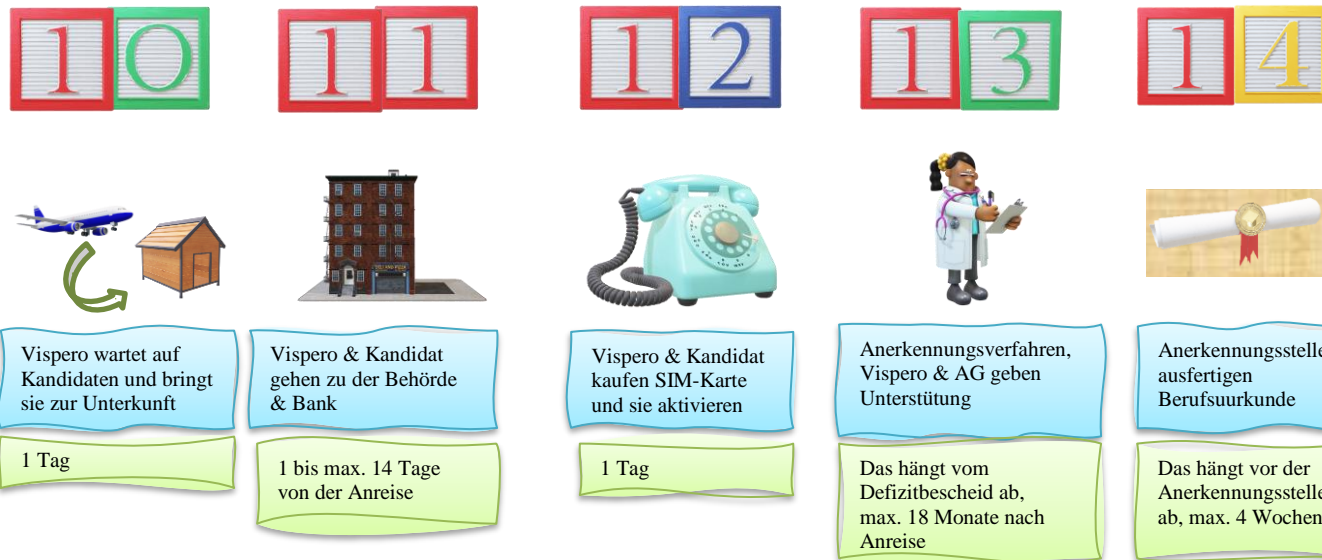 10 11 12 13 14
Vispero wartet auf
Kandidaten und bringt
sie zur Unterkunft
1 Tag
Vispero & Kandidat
gehen zu der Behörde
& Bank
1 bis max. 14 Tage
von der Anreise
Vispero & Kandidat
kaufen SIM-Karte
und sie aktivieren
1 Tag
Anerkennungsverfahren,
Vispero & AG geben
Unterstütung
Das hängt vom
Defizitbescheid ab,
max. 18 Monate nach
Anreise
Anerkennungsstelle
ausfertigen
Berufsuurkunde
Das hängt vor der
Anerkennungsstelle
ab, max. 4 Wochen